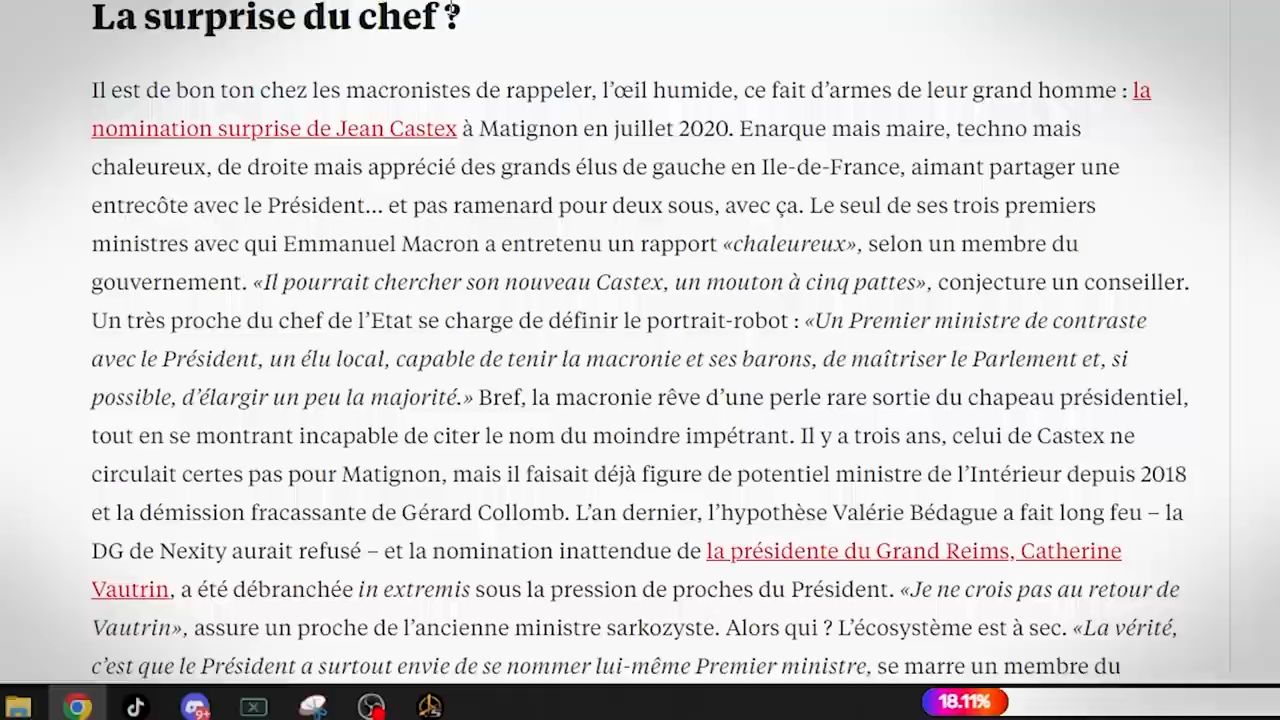 La surprise du chef ?
Il est de bon ton chez les macronistes de rappeler, l’œil humide, ce fait d’armes de leur grand homme : la
nomination surprise de Jean Castex à Matignon en juillet 2020. Enarque mais maire, techno mais
chaleureux, de droite mais apprécié des grands élus de gauche en Ile-de-France, aimant partager une
entrecôte avec le Président… et pas ramenard pour deux sous, avec ça. Le seul de ses trois premiers
ministres avec qui Emmanuel Macron a entretenu un rapport «chaleureux», selon un membre du
gouvernement. «Il pourrait chercher son nouveau Castex, un mouton à cinq pattes», conjecture un conseiller.
Un très proche du chef de l’Etat se charge de définir le portrait-robot : «Un Premier ministre de contraste
avec le Président, un élu local, capable de tenir la macronie et ses barons, de maîtriser le Parlement et, si
possible, d’élargir un peu la majorité.» Bref, la macronie rêve d’une perle rare sortie du chapeau présidentiel,
tout en se montrant incapable de citer le nom du moindre impétrant. Il y a trois ans, celui de Castex ne
circulait certes pas pour Matignon, mais il faisait déjà figure de potentiel ministre de l’Intérieur depuis 2018
et la démission fracassante de Gérard Collomb. L’an dernier, l’hypothèse Valérie Bédague a fait long feu – la
DG de Nexity aurait refusé – et la nomination inattendue de la présidente du Grand Reims, Catherine
Vautrin, a été débranchée in extremis sous la pression de proches du Président. «Je ne crois pas au retour de
Vautrin», assure un proche de l’ancienne ministre sarkozyste. Alors qui ? L’écosystème est à sec. «La vérité,
c’est que le Président a surtout envie de se nommer lui-même Premier ministre, se marre un membre du
9+
18.11%